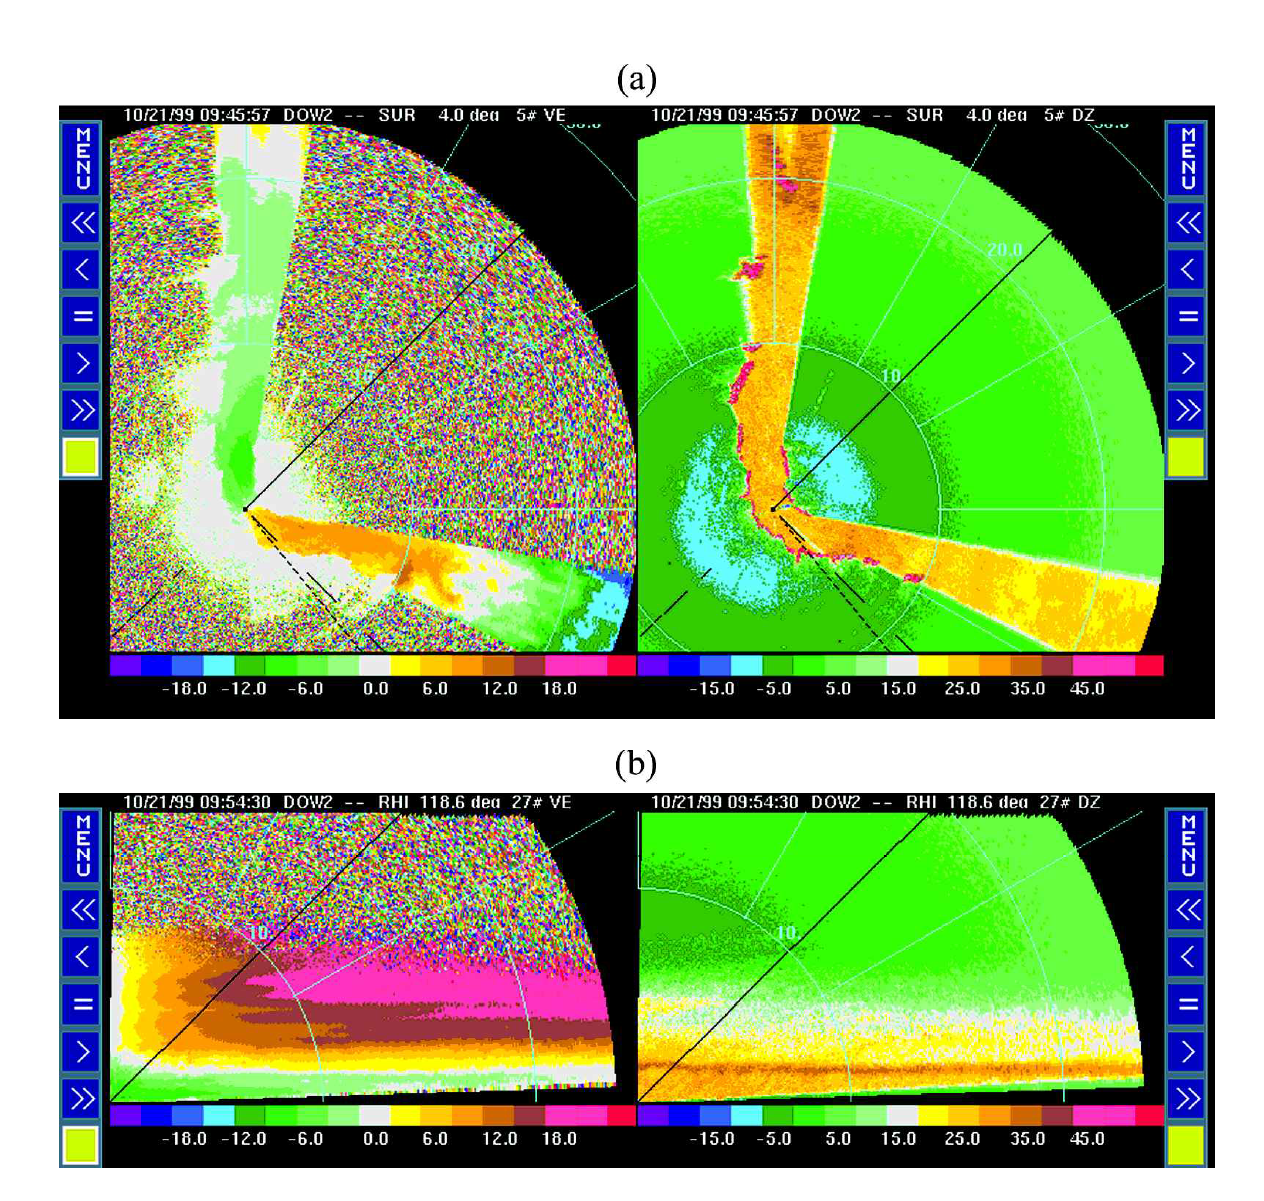 (a)
10/21/99 09:45:57 DOW2 -- SUR 4.0 deg 5# VE
10/21/99 09:45:57 DOW2 -- SUR 4.0 deg 5# DZ
MENU
<<
<
=
>
>>
MENU
<<
<
=
>
>>
20.0
10.
20.0
10.
-18.0 -12.0 -6.0 0.0 6.0 12.0 18.0
-15.0 -5.0 5.0 15.0 25.0 35.0 45.0
(b)
10/21/99 09:54:30 DOW2 -- RHI 118.6 deg 27# VE
10/21/99 09:54:30 DOW2 -- RHI 118.6 deg 27# DZ
MENU
<<
<
=
>
>>
MENU
<<
<
=
>
>>
10.
10.
-18.0 -12.0 -6.0 0.0 6.0 12.0 18.0
-15.0 -5.0 5.0 15.0 25.0 35.0 45.0